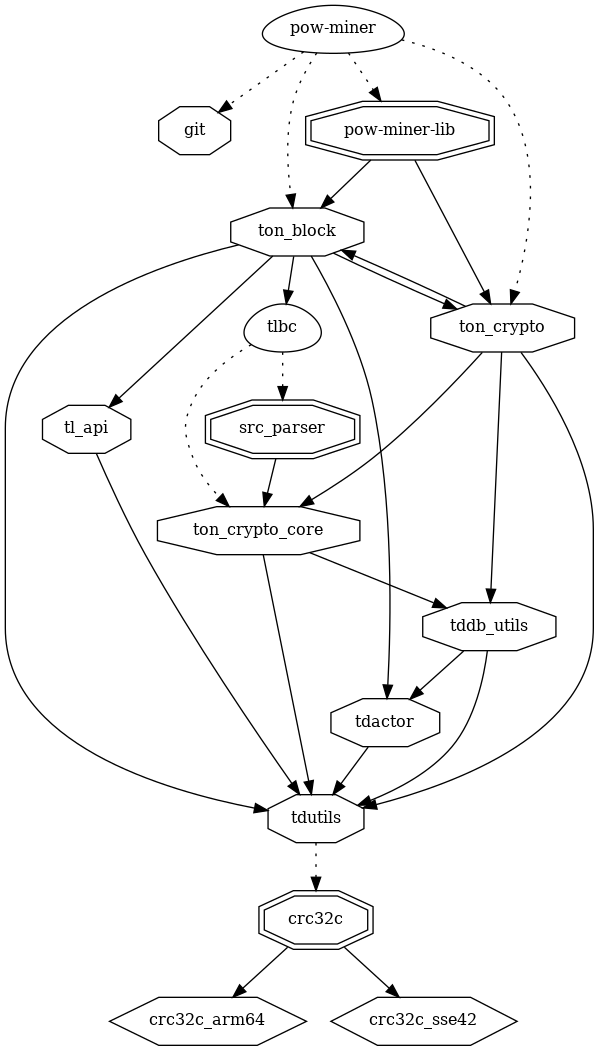 pow-miner
git
pow-miner-lib
ton_block
ton_crypto
tlbc
tl_api
src_parser
ton_crypto_core
tddb_utils
tdactor
tdutils
crc32c
crc32c_arm64
crc32c_sse42